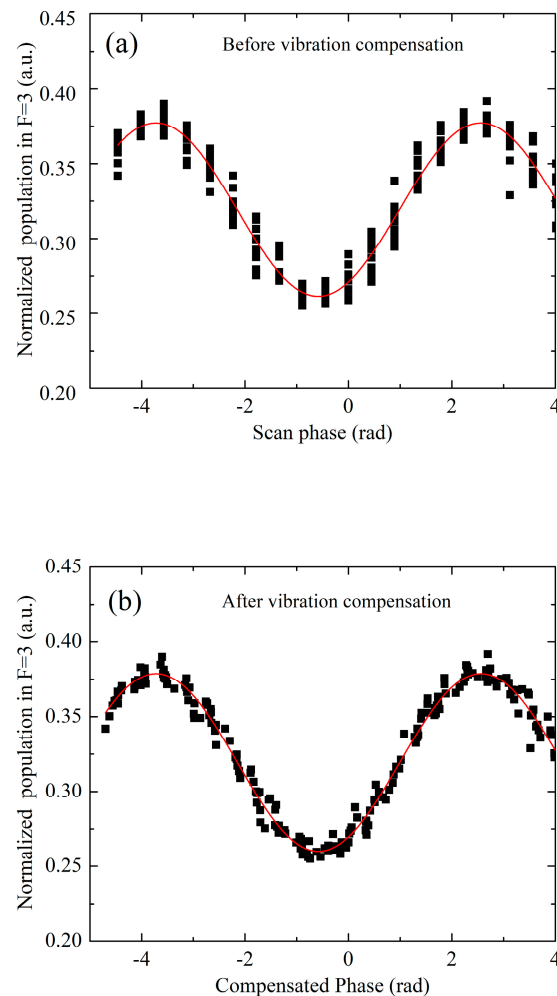 (a)
Before vibration compensation
Normalized population in F=3 (a.u.)
0.45
0.40
0.35
0.30
0.25
0.20
-4
-2
0
2
4
Scan phase (rad)
(b)
After vibration compensation
Normalized population in F=3 (a.u.)
0.45
0.40
0.35
0.30
0.25
0.20
-4
-2
0
2
4
Compensated Phase (rad)